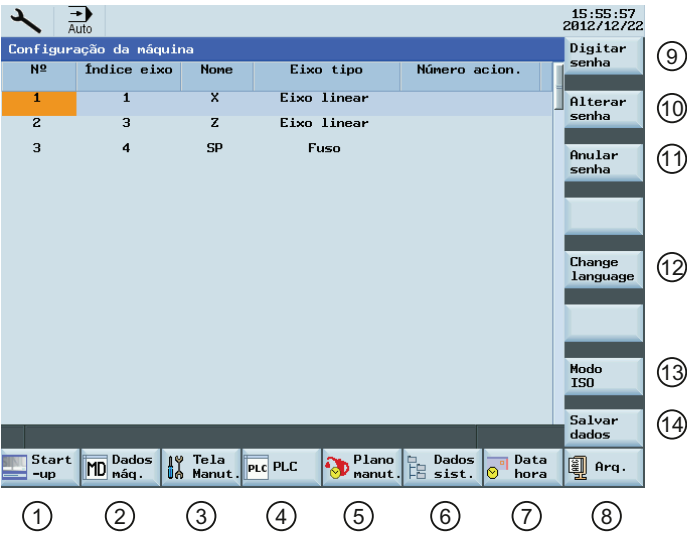 15:55:57
Auto
2012/12/22
Configuração da máquina
Nº Índice eixo Nome Eixo tipo Número acion.
1 1 X Eixo linear
2 3 Z Eixo linear
3 4 SP Fuso
Digitar
senha
9
Alterar
senha
10
Anular
senha
11
Change
language
12
Modo
ISO
13
Salvar
dados
14
Start
-up
MD Dados
máq.
Tela
Manut.
PLC PLC
Plano
manut.
Dados
sist.
Data
hora
Arq.
1 2 3 4 5 6 7 8